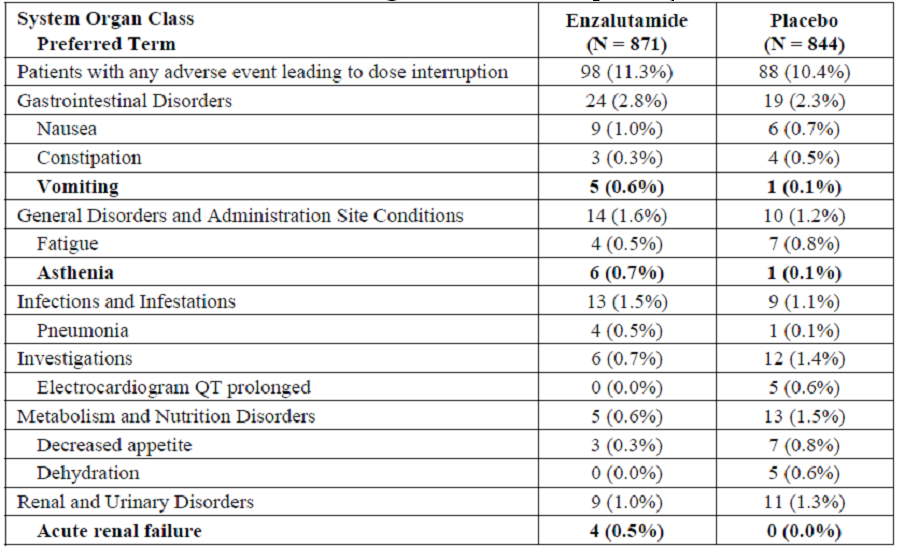 System Organ Class Enzalutamide Placebo
Preferred Term (N = 871) (N = 844)
Patients with any adverse event leading to dose interruption 98 (11.3%) 88 (10.4%)
Gastrointestinal Disorders 24 (2.8%) 19 (2.3%)
Nausea 9 (1.0%) 6 (0.7%)
Constipation 3 (0.3%) 4 (0.5%)
Vomiting 5 (0.6%) 1 (0.1%)
General Disorders and Administration Site Conditions 14 (1.6%) 10 (1.2%)
Fatigue 4 (0.5%) 7 (0.8%)
Asthenia 6 (0.7%) 1 (0.1%)
Infections and Infestations 13 (1.5%) 9 (1.1%)
Pneumonia 4 (0.5%) 1 (0.1%)
Investigations 6 (0.7%) 12 (1.4%)
Electrocardiogram QT prolonged 0 (0.0%) 5 (0.6%)
Metabolism and Nutrition Disorders 5 (0.6%) 13 (1.5%)
Decreased appetite 3 (0.3%) 7 (0.8%)
Dehydration 0 (0.0%) 5 (0.6%)
Renal and Urinary Disorders 9 (1.0%) 11 (1.3%)
Acute renal failure 4 (0.5%) 0 (0.0%)